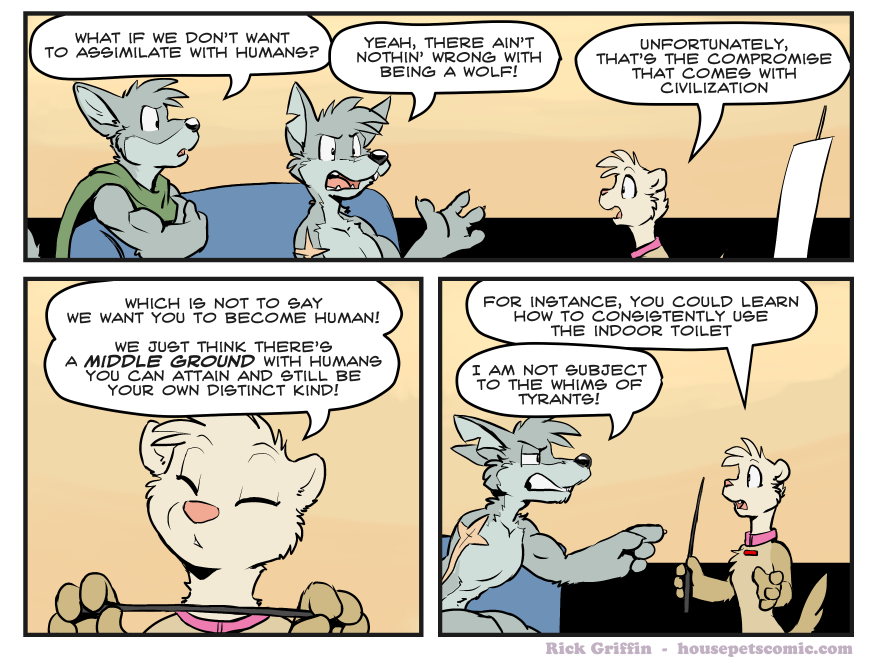 WHAT IF WE DON'T WANT
TO ASSIMILATE WITH HUMANS?
YEAH, THERE AIN'T
NOTHIN' WRONG WITH
BEING A WOLF!
UNFORTUNATELY,
THAT'S THE COMPROMISE
THAT COMES WITH
CIVILIZATION
WHICH IS NOT TO SAY
WE WANT YOU TO BECOME HUMAN!
WE JUST THINK THERE'S
A MIDDLE GROUND WITH HUMANS
YOU CAN ATTAIN AND STILL BE
YOUR OWN DISTINCT KIND!
FOR INSTANCE, YOU COULD LEARN
HOW TO CONSISTENTLY USE
THE INDOOR TOILET
I AM NOT SUBJECT
TO THE WHIMS OF
TYRANTS!
Rick Griffin - housepetscomic.com